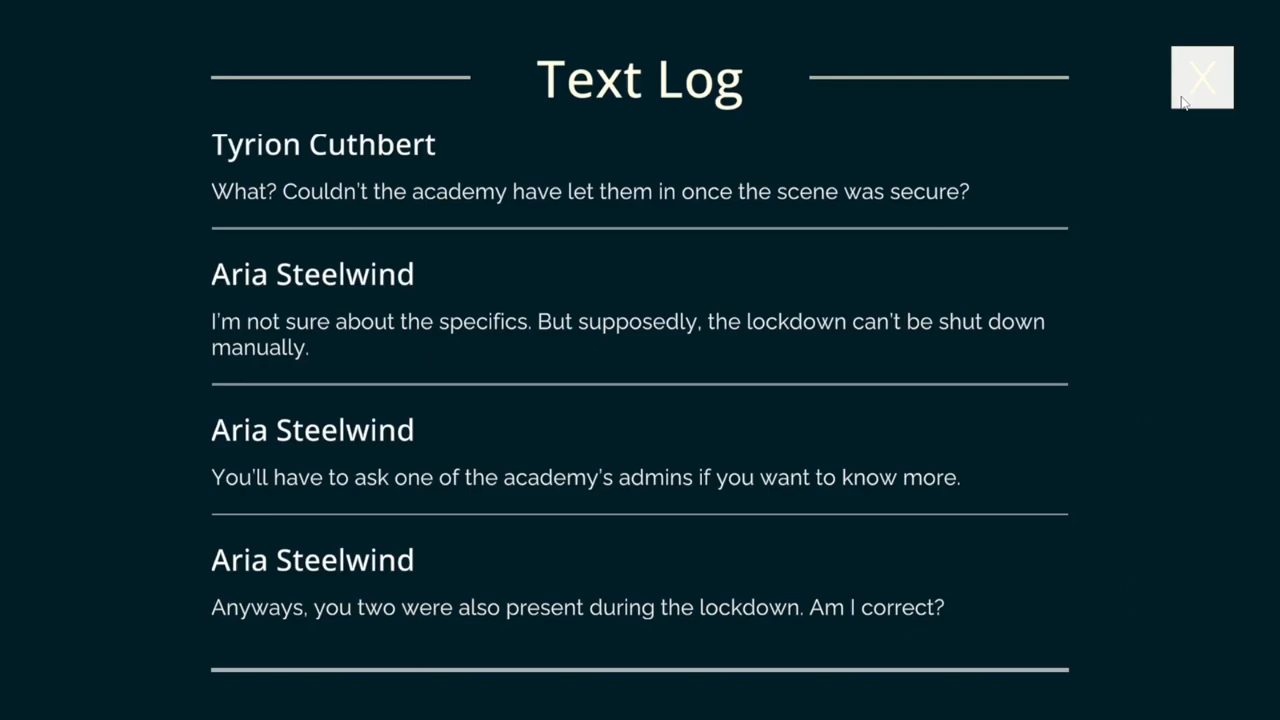 Text Log
X
Tyrion Cuthbert
What? Couldn't the academy have let them in once the scene was secure?
Aria Steelwind
I'm not sure about the specifics. But supposedly, the lockdown can't be shut down
manually.
Aria Steelwind
You'll have to ask one of the academy's admins if you want to know more.
Aria Steelwind
Anyways, you two were also present during the lockdown. Am I correct?